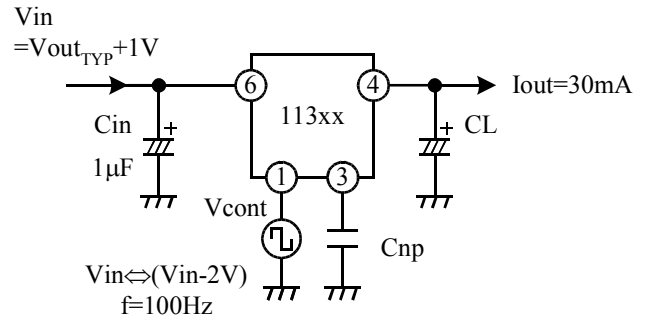 Vin
=VoutTYP+1V
6
4
Iout=30mA
113xx
Cin
+
1μF
+
CL
1
3
Vcont
Cnp
Vin⇔(Vin-2V)
f=100Hz